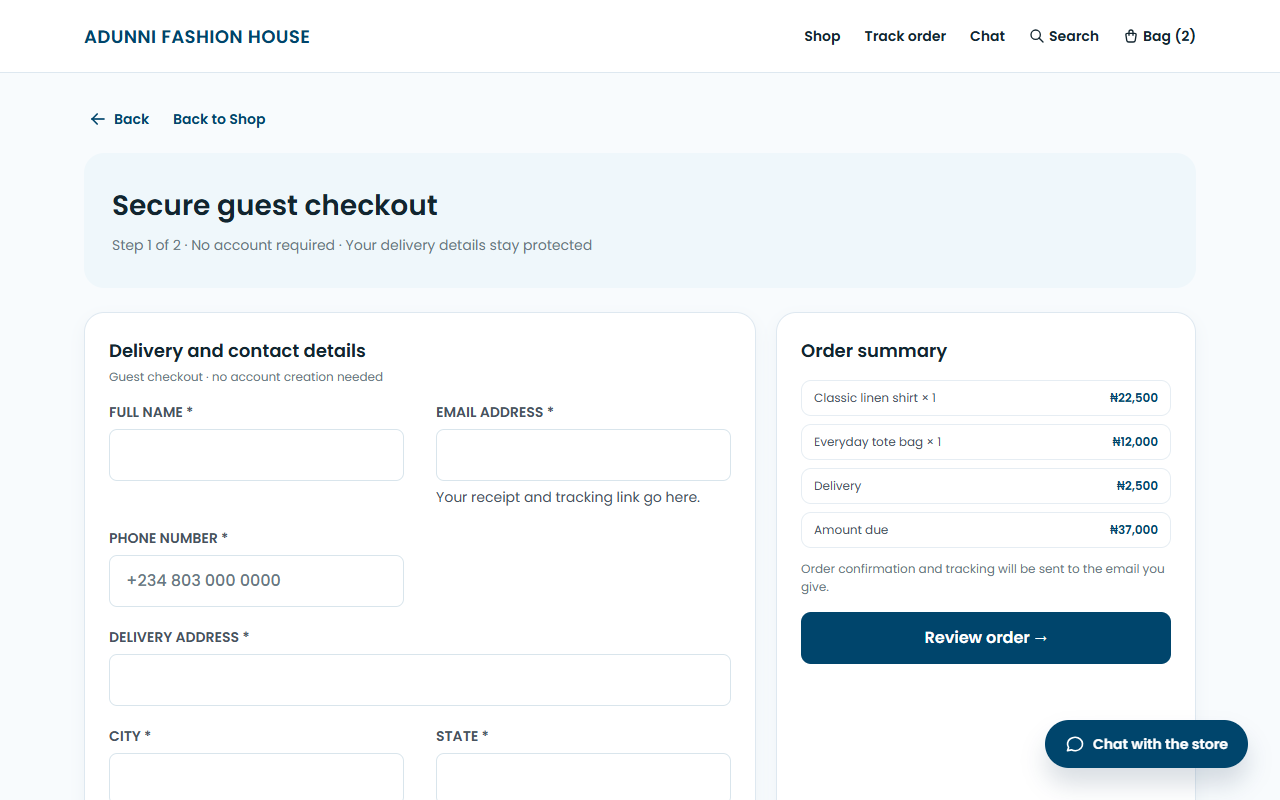 ADUNNI FASHION HOUSE
Shop
Track order
Chat
Search
Bag (2)
Back
Back to Shop
Secure guest checkout
Step 1 of 2 · No account required · Your delivery details stay protected
Delivery and contact details
Guest checkout · no account creation needed
FULL NAME *
EMAIL ADDRESS *
Your receipt and tracking link go here.
PHONE NUMBER *
+234 803 000 0000
DELIVERY ADDRESS *
CITY *
STATE *
Order summary
Classic linen shirt × 1 ₦22,500
Everyday tote bag × 1 ₦12,000
Delivery ₦2,500
Amount due ₦37,000
Order confirmation and tracking will be sent to the email you
give.
Review order →
Chat with the store